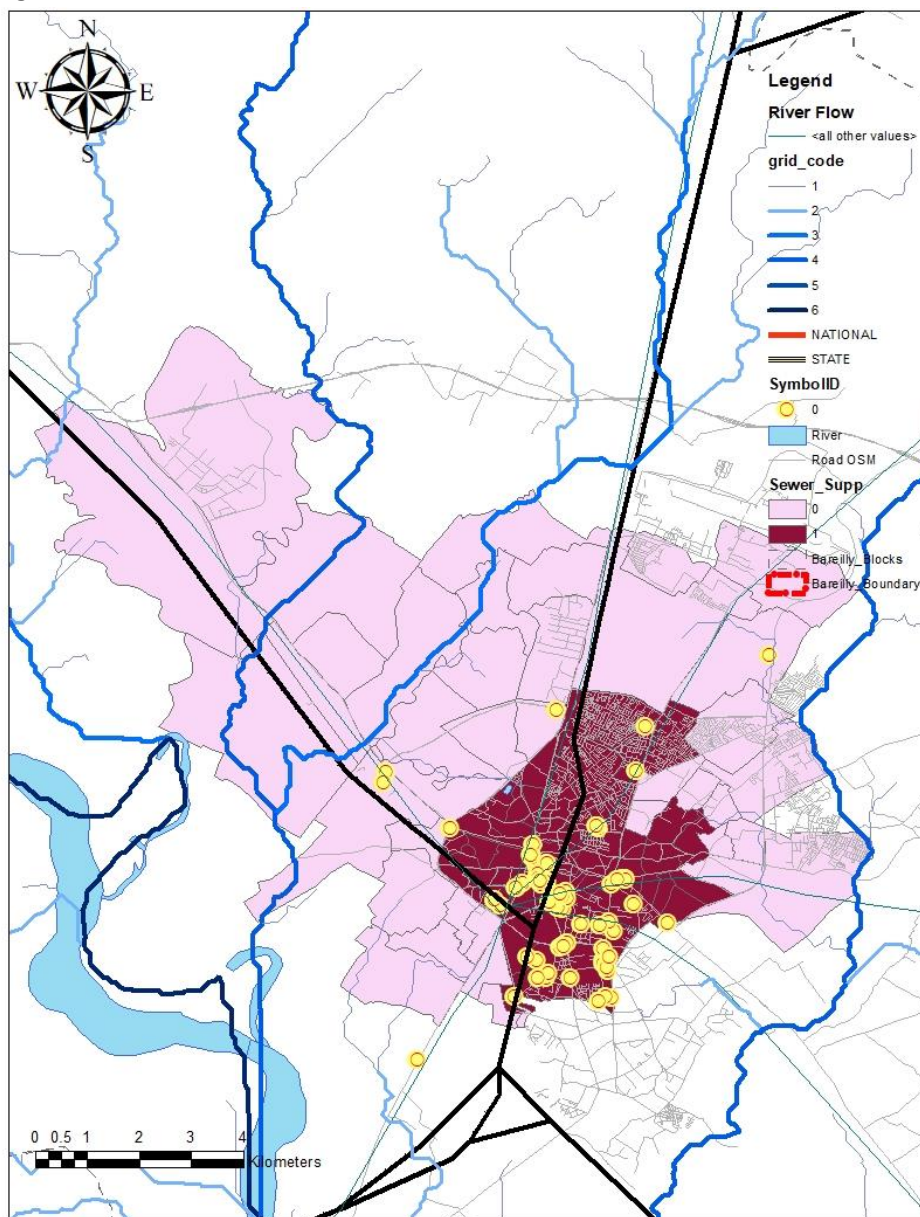 N
W E
S
Legend
River Flow
<all other values>
grid_code
1
2
3
4
5
6
NATIONAL
STATE
SymbolID
0
River
Road OSM
Sewer_Supp
0
1
Bareilly_Blocks
Bareilly_Boundary
0 0.5 1 2 3 4
Kilometers